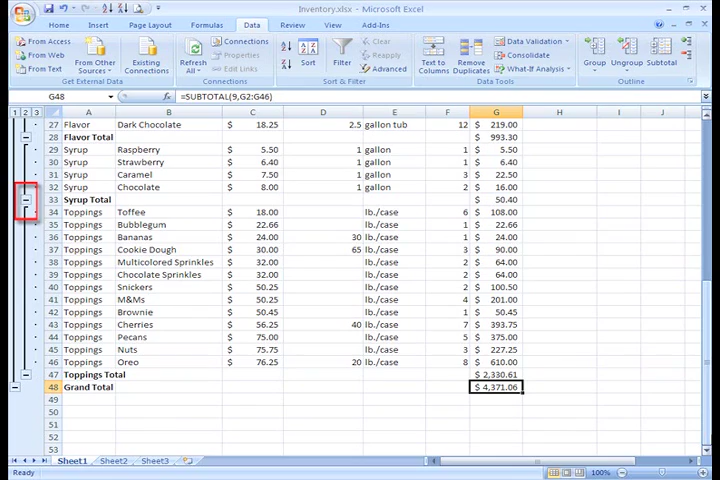 Inventory.xlsx - Microsoft Excel
Home Insert Page Layout Formulas Data Review View Add-Ins
From Access
From Web
From Text
From Other Sources
Existing Connections
Get External Data
Refresh All
Connections
Properties
Edit Links
Connections
Sort
Filter
Clear
Reapply
Advanced
Sort & Filter
Text to Columns
Remove Duplicates
Data Validation
Consolidate
What-If Analysis
Data Tools
Group
Ungroup
Subtotal
Outline
G48 =SUBTOTAL(9,G2:G46)
1 2 3 A B C D E F G H I J
27 Flavor Dark Chocolate $ 18.25 2.5 gallon tub 12 $ 219.00
28 Flavor Total $ 993.30
29 Syrup Raspberry $ 5.50 1 gallon 1 $ 5.50
30 Syrup Strawberry $ 6.40 1 gallon 1 $ 6.40
31 Syrup Caramel $ 7.50 1 gallon 3 $ 22.50
32 Syrup Chocolate $ 8.00 1 gallon 2 $ 16.00
33 Syrup Total $ 50.40
34 Toppings Toffee $ 18.00 lb./case 6 $ 108.00
35 Toppings Bubblegum $ 22.66 lb./case 1 $ 22.66
36 Toppings Bananas $ 24.00 30 lb./case 1 $ 24.00
37 Toppings Cookie Dough $ 30.00 65 lb./case 3 $ 90.00
38 Toppings Multicolored Sprinkles $ 32.00 lb./case 2 $ 64.00
39 Toppings Chocolate Sprinkles $ 32.00 lb./case 2 $ 64.00
40 Toppings Snickers $ 50.25 lb./case 2 $ 100.50
41 Toppings M&Ms $ 50.25 lb./case 4 $ 201.00
42 Toppings Brownie $ 50.45 lb./case 1 $ 50.45
43 Toppings Cherries $ 56.25 40 lb./case 7 $ 393.75
44 Toppings Pecans $ 75.00 lb./case 5 $ 375.00
45 Toppings Nuts $ 75.75 lb./case 3 $ 227.25
46 Toppings Oreo $ 76.25 20 lb./case 8 $ 610.00
47 Toppings Total $ 2,330.61
48 Grand Total $ 4,371.06
49
50
51
52
53
Sheet1 Sheet2 Sheet3
Ready 100%